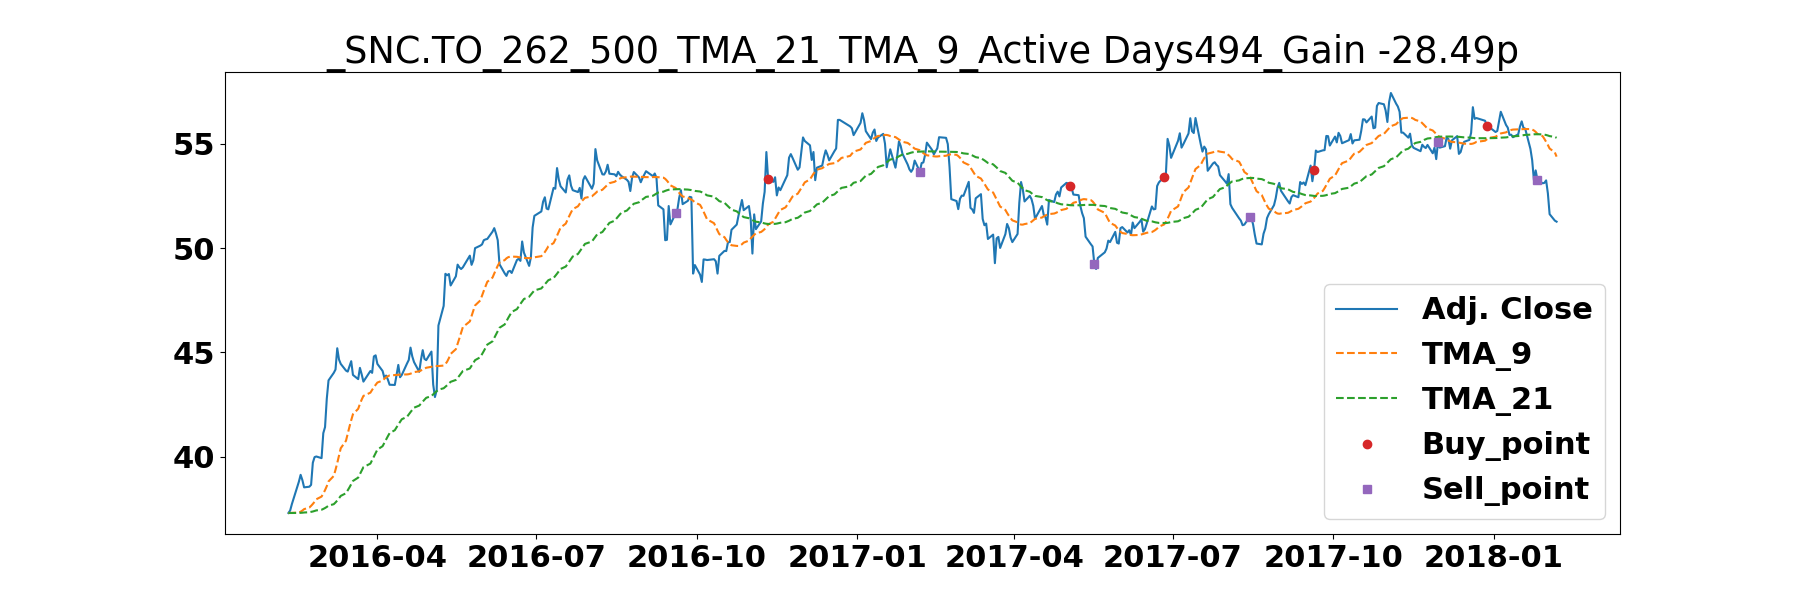 _SNC.TO_262_500_TMA_21_TMA_9_Active Days494_Gain -28.49p
55
50
45
40
Adj. Close
TMA_9
TMA_21
Buy_point
Sell_point
2016-04 2016-07 2016-10 2017-01 2017-04 2017-07 2017-10 2018-01